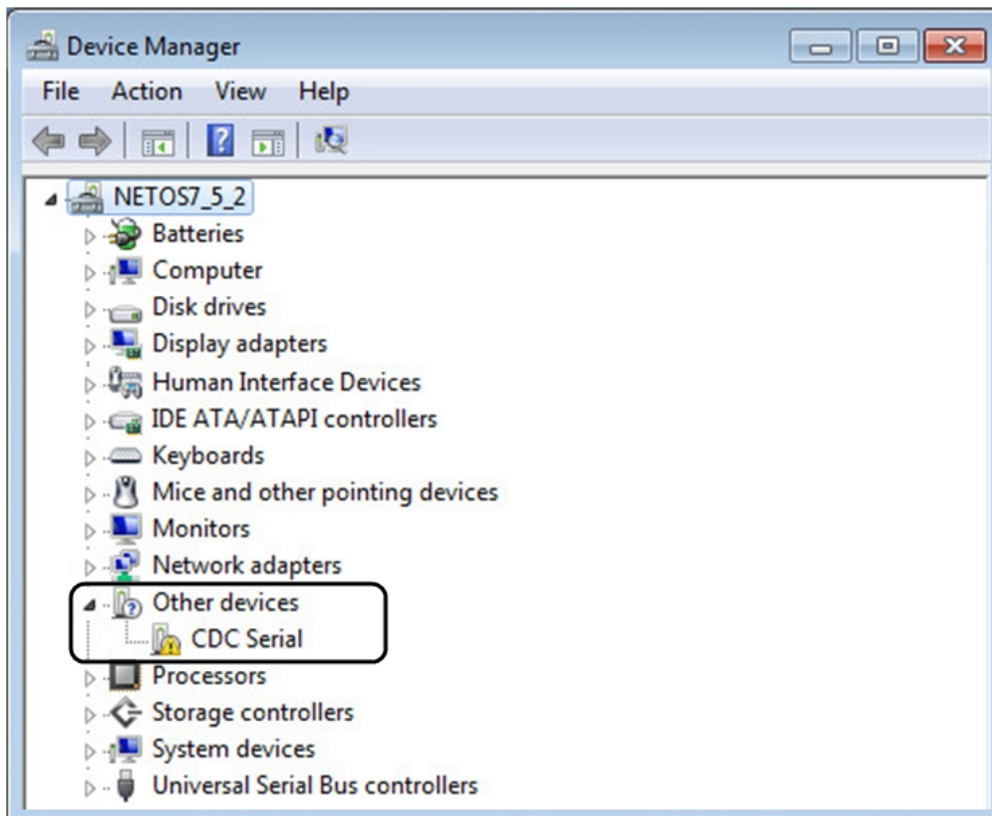 Device Manager
File Action View Help
NETOS7_5_2
Batteries
Computer
Disk drives
Display adapters
Human Interface Devices
IDE ATA/ATAPI controllers
Keyboards
Mice and other pointing devices
Monitors
Network adapters
Other devices
CDC Serial
Processors
Storage controllers
System devices
Universal Serial Bus controllers